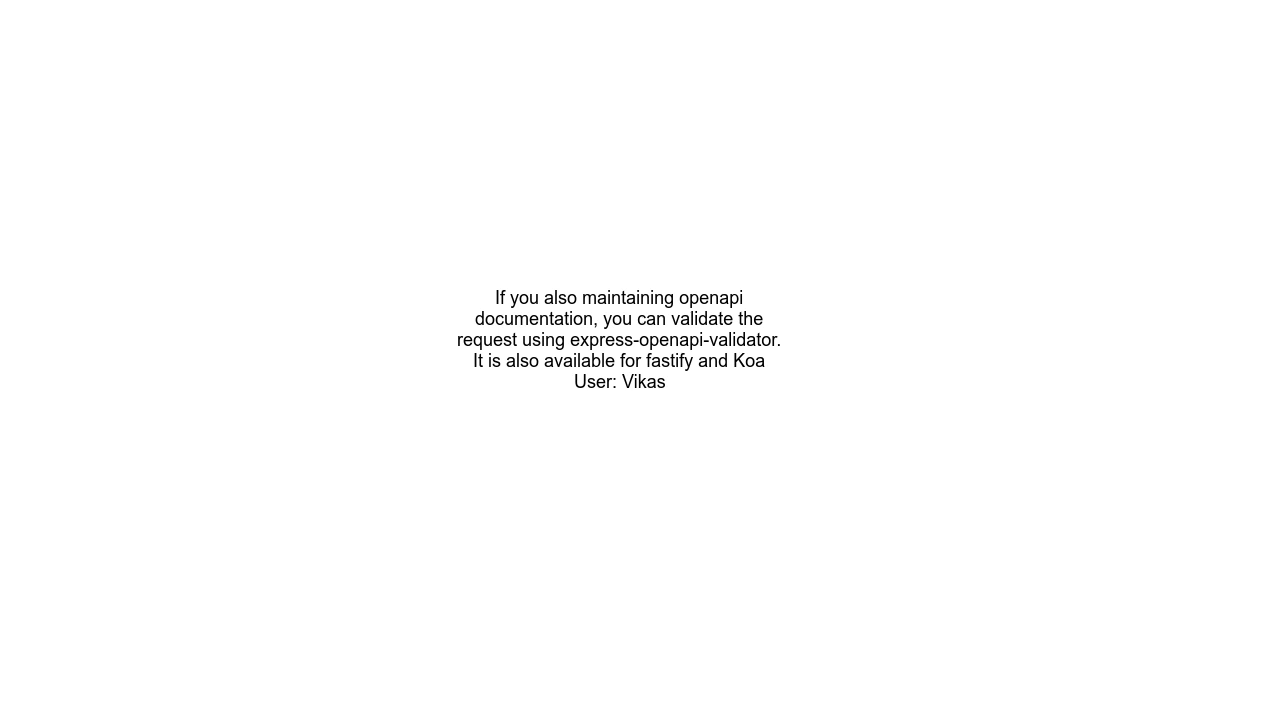 If you also maintaining openapi
documentation, you can validate the
request using express-openapi-validator.
It is also available for fastify and Koa
User: Vikas